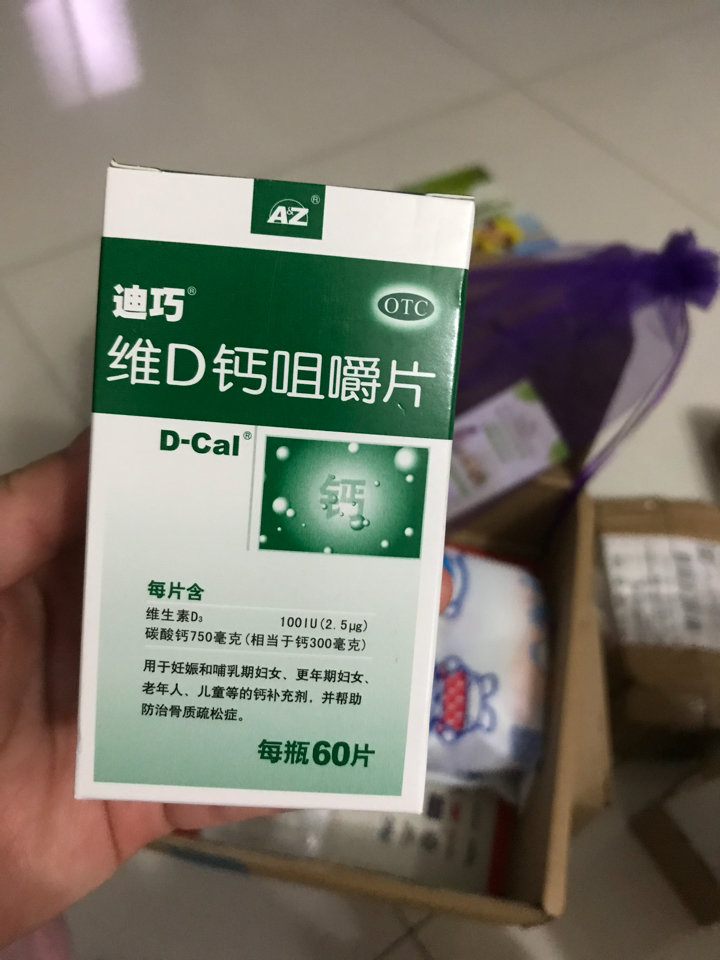 A&Z®
迪巧®
OTC
维D钙咀嚼片
D-Cal®
钙
每片含
维生素D₃ 100IU(2.5μg)
碳酸钙750毫克(相当于钙300毫克)
用于妊娠和哺乳期妇女、更年期妇女、
老年人、儿童等的钙补充剂，并帮助
防治骨质疏松症。
每瓶60片